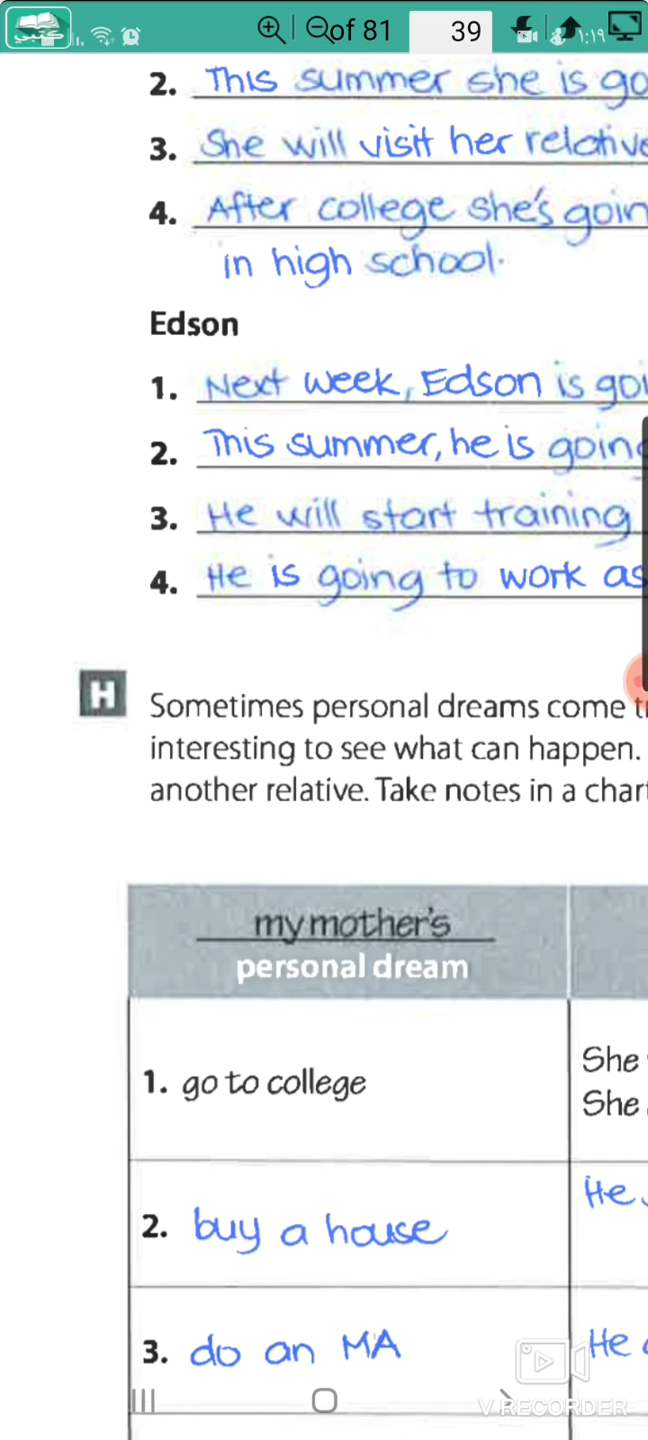 كتبي
of 81 39
١:١٩
2. This summer she is go
3. She will visit her relative
4. After college she's goin
in high school.
Edson
1. Next week, Edson is goi
2. This summer, he is going
3. He will start training
4. He is going to work as
H Sometimes personal dreams come t
interesting to see what can happen.
another relative. Take notes in a char
my mother's
personal dream
1. go to college
She
She
2. buy a house
He
3. do an MA
He
V RECORDER